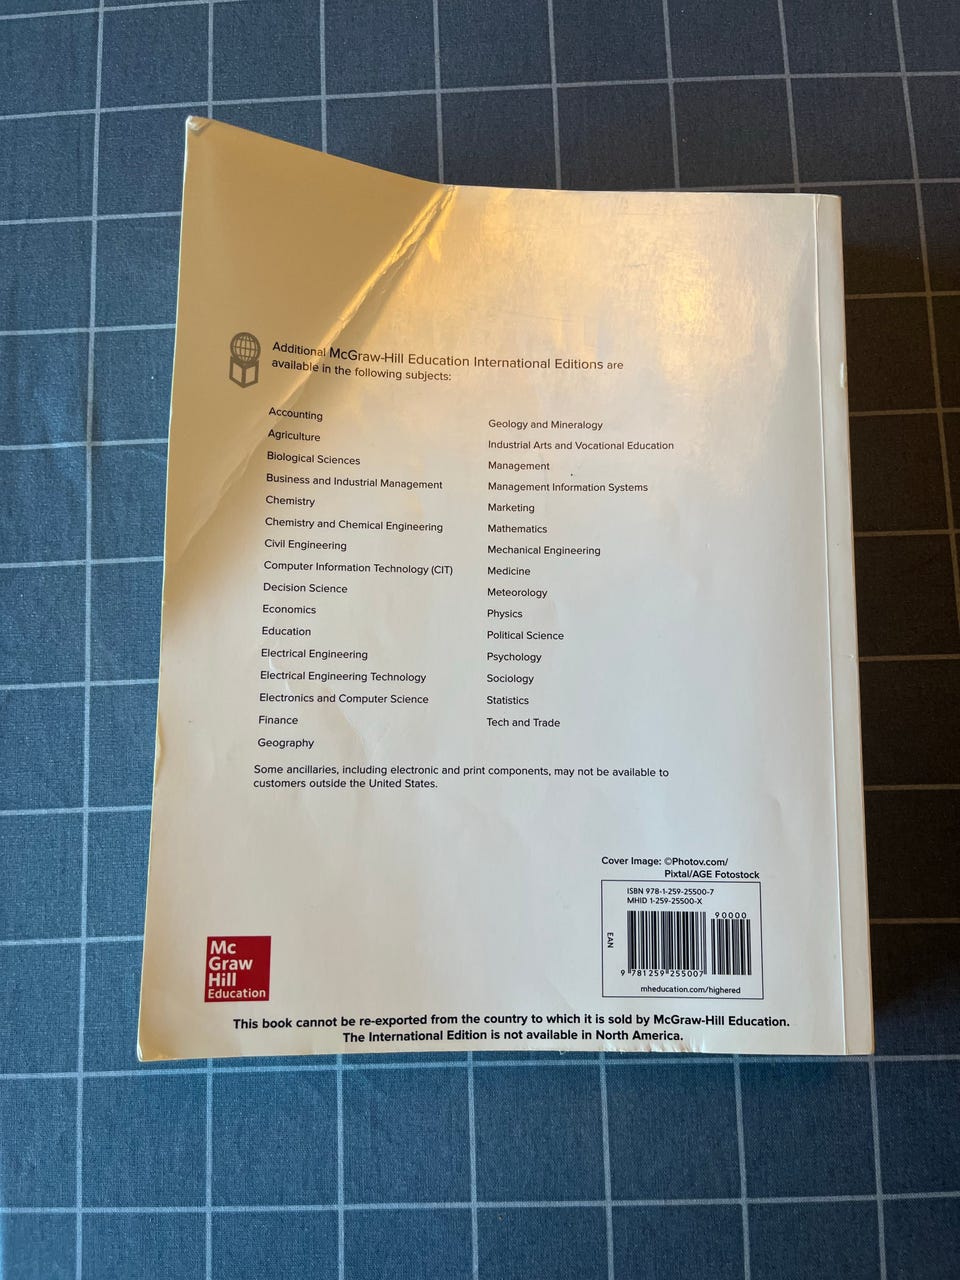 Additional McGraw-Hill Education International Editions are
available in the following subjects:
Accounting
Agriculture
Biological Sciences
Business and Industrial Management
Chemistry
Chemistry and Chemical Engineering
Civil Engineering
Computer Information Technology (CIT)
Decision Science
Economics
Education
Electrical Engineering
Electrical Engineering Technology
Electronics and Computer Science
Finance
Geography
Geology and Mineralogy
Industrial Arts and Vocational Education
Management
Management Information Systems
Marketing
Mathematics
Mechanical Engineering
Medicine
Meteorology
Physics
Political Science
Psychology
Sociology
Statistics
Tech and Trade
Some ancillaries, including electronic and print components, may not be available to
customers outside the United States.
Cover Image: ©Photov.com/
Pixtal/AGE Fotostock
ISBN 978-1-259-25500-7
MHID 1-259-25500-X
90000
EAN
9 781259 255007
mheducation.com/highered
Mc
Graw
Hill
Education
This book cannot be re-exported from the country to which it is sold by McGraw-Hill Education.
The International Edition is not available in North America.